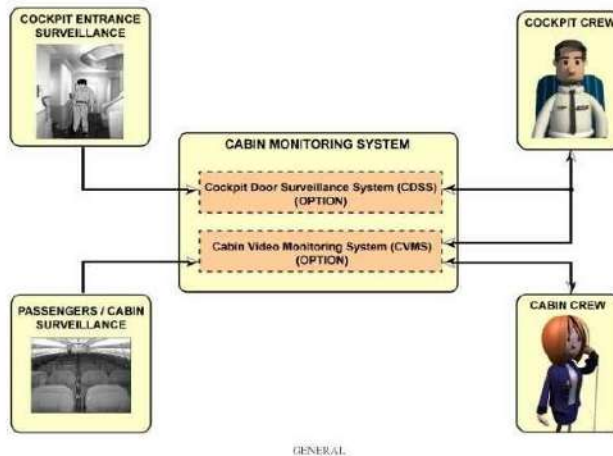 COCKPIT ENTRANCE
SURVEILLANCE
COCKPIT CREW
CABIN MONITORING SYSTEM
Cockpit Door Surveillance System (CDSS)
(OPTION)
Cabin Video Monitoring System (CVMS)
(OPTION)
PASSENGERS / CABIN
SURVEILLANCE
CABIN CREW
GENERAL